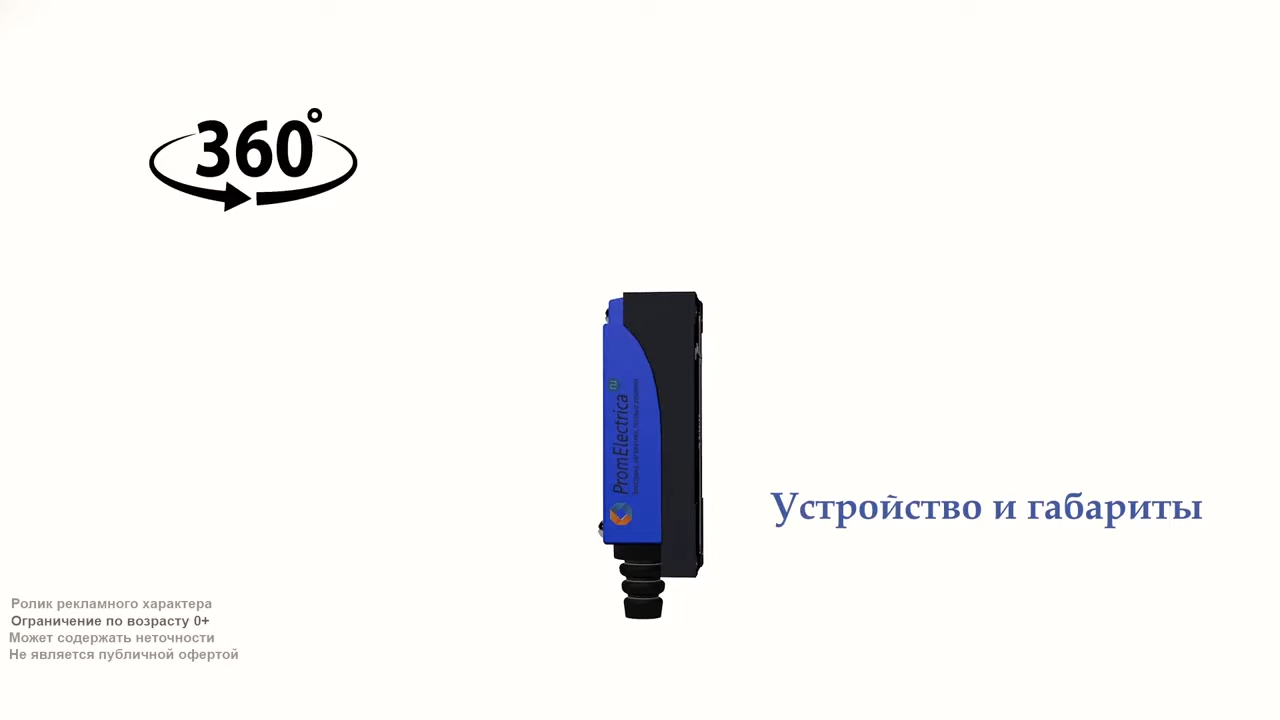 360°
PromElectrica
Устройство и габариты
Ролик рекламного характера
Ограничение по возрасту 0+
Может содержать неточности
Не является публичной офертой